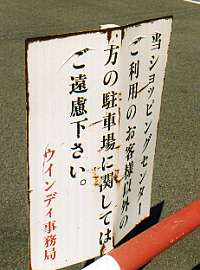 当ショッピングセンター
ご利用のお客様以外の
方の駐車場に関しては
ご遠慮下さい。
ウインディ事務局